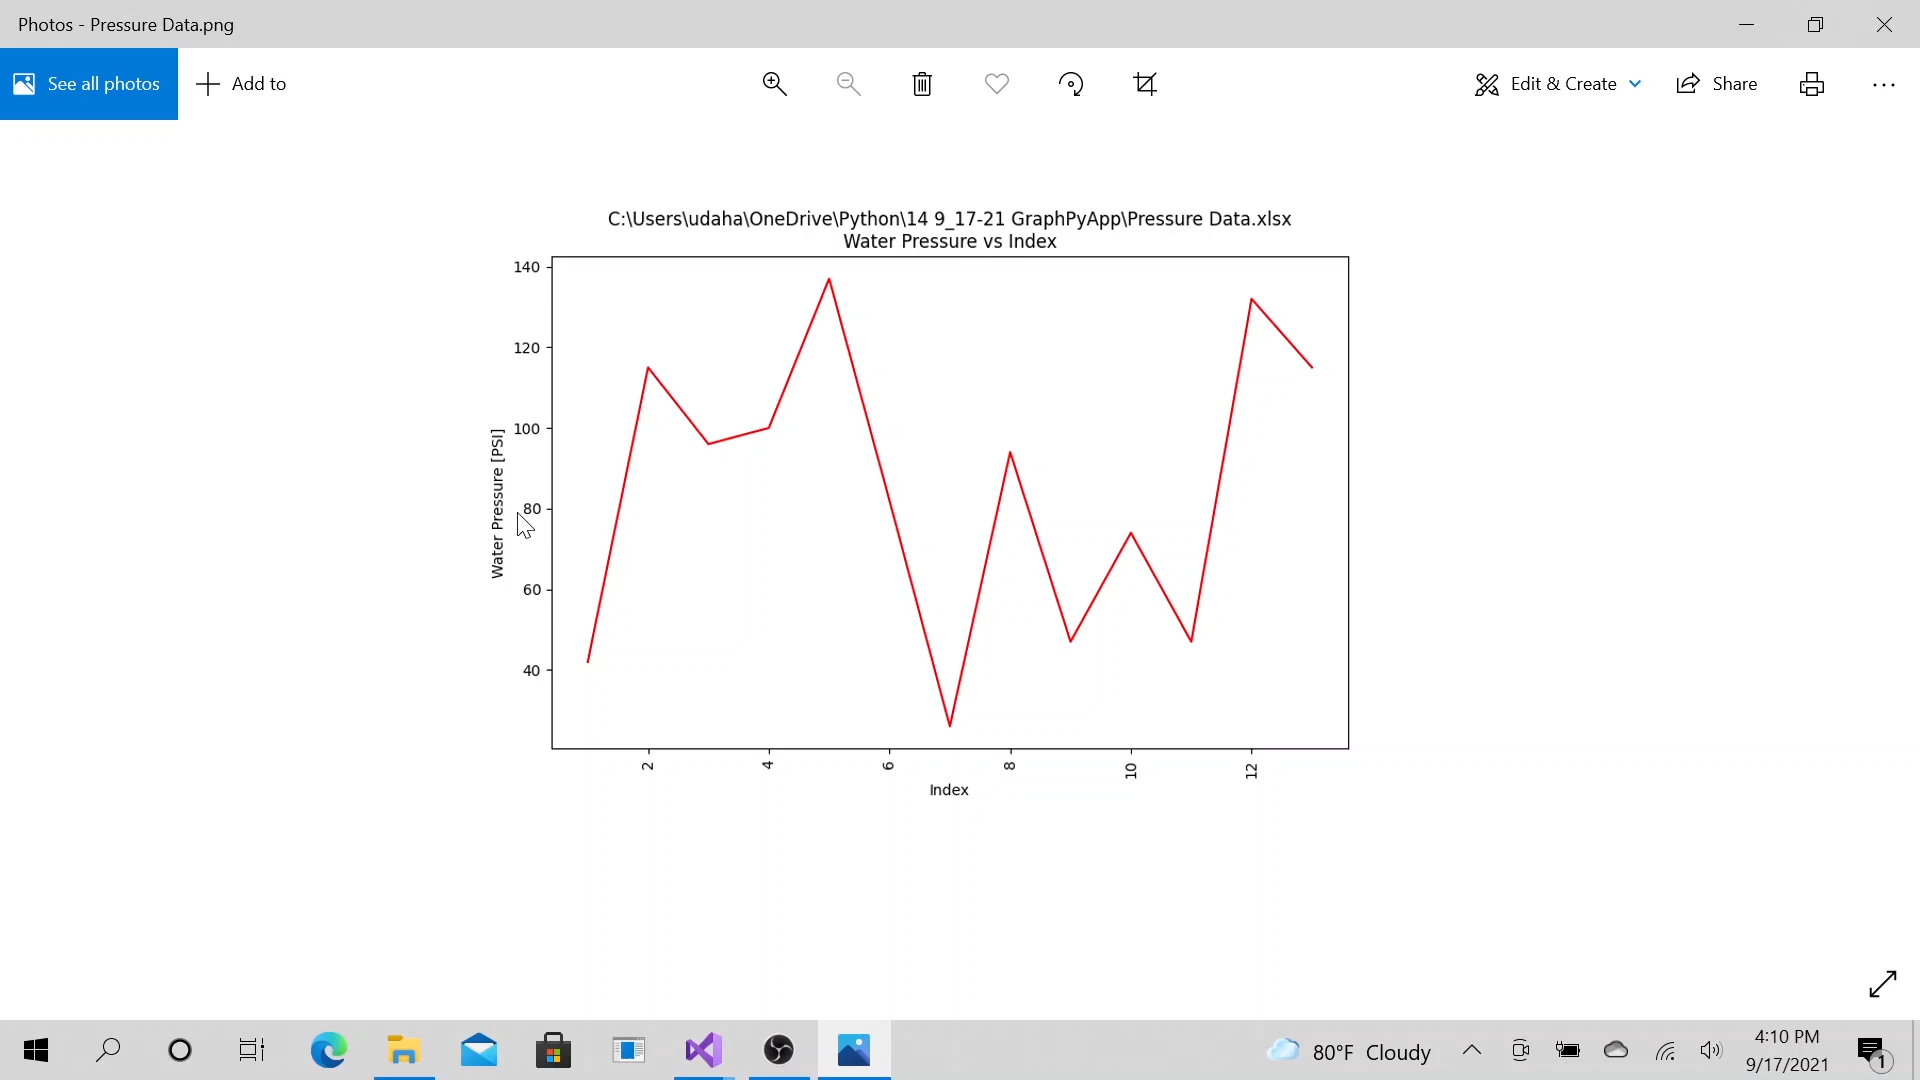 Photos - Pressure Data.png
See all photos
Add to
Edit & Create
Share
C:\Users\udaha\OneDrive\Python\14 9_17-21 GraphPyApp\Pressure Data.xlsx
Water Pressure vs Index
140
120
100
80
60
40
Water Pressure [PSI]
2
4
6
8
10
12
Index
80°F Cloudy
4:10 PM
9/17/2021
1